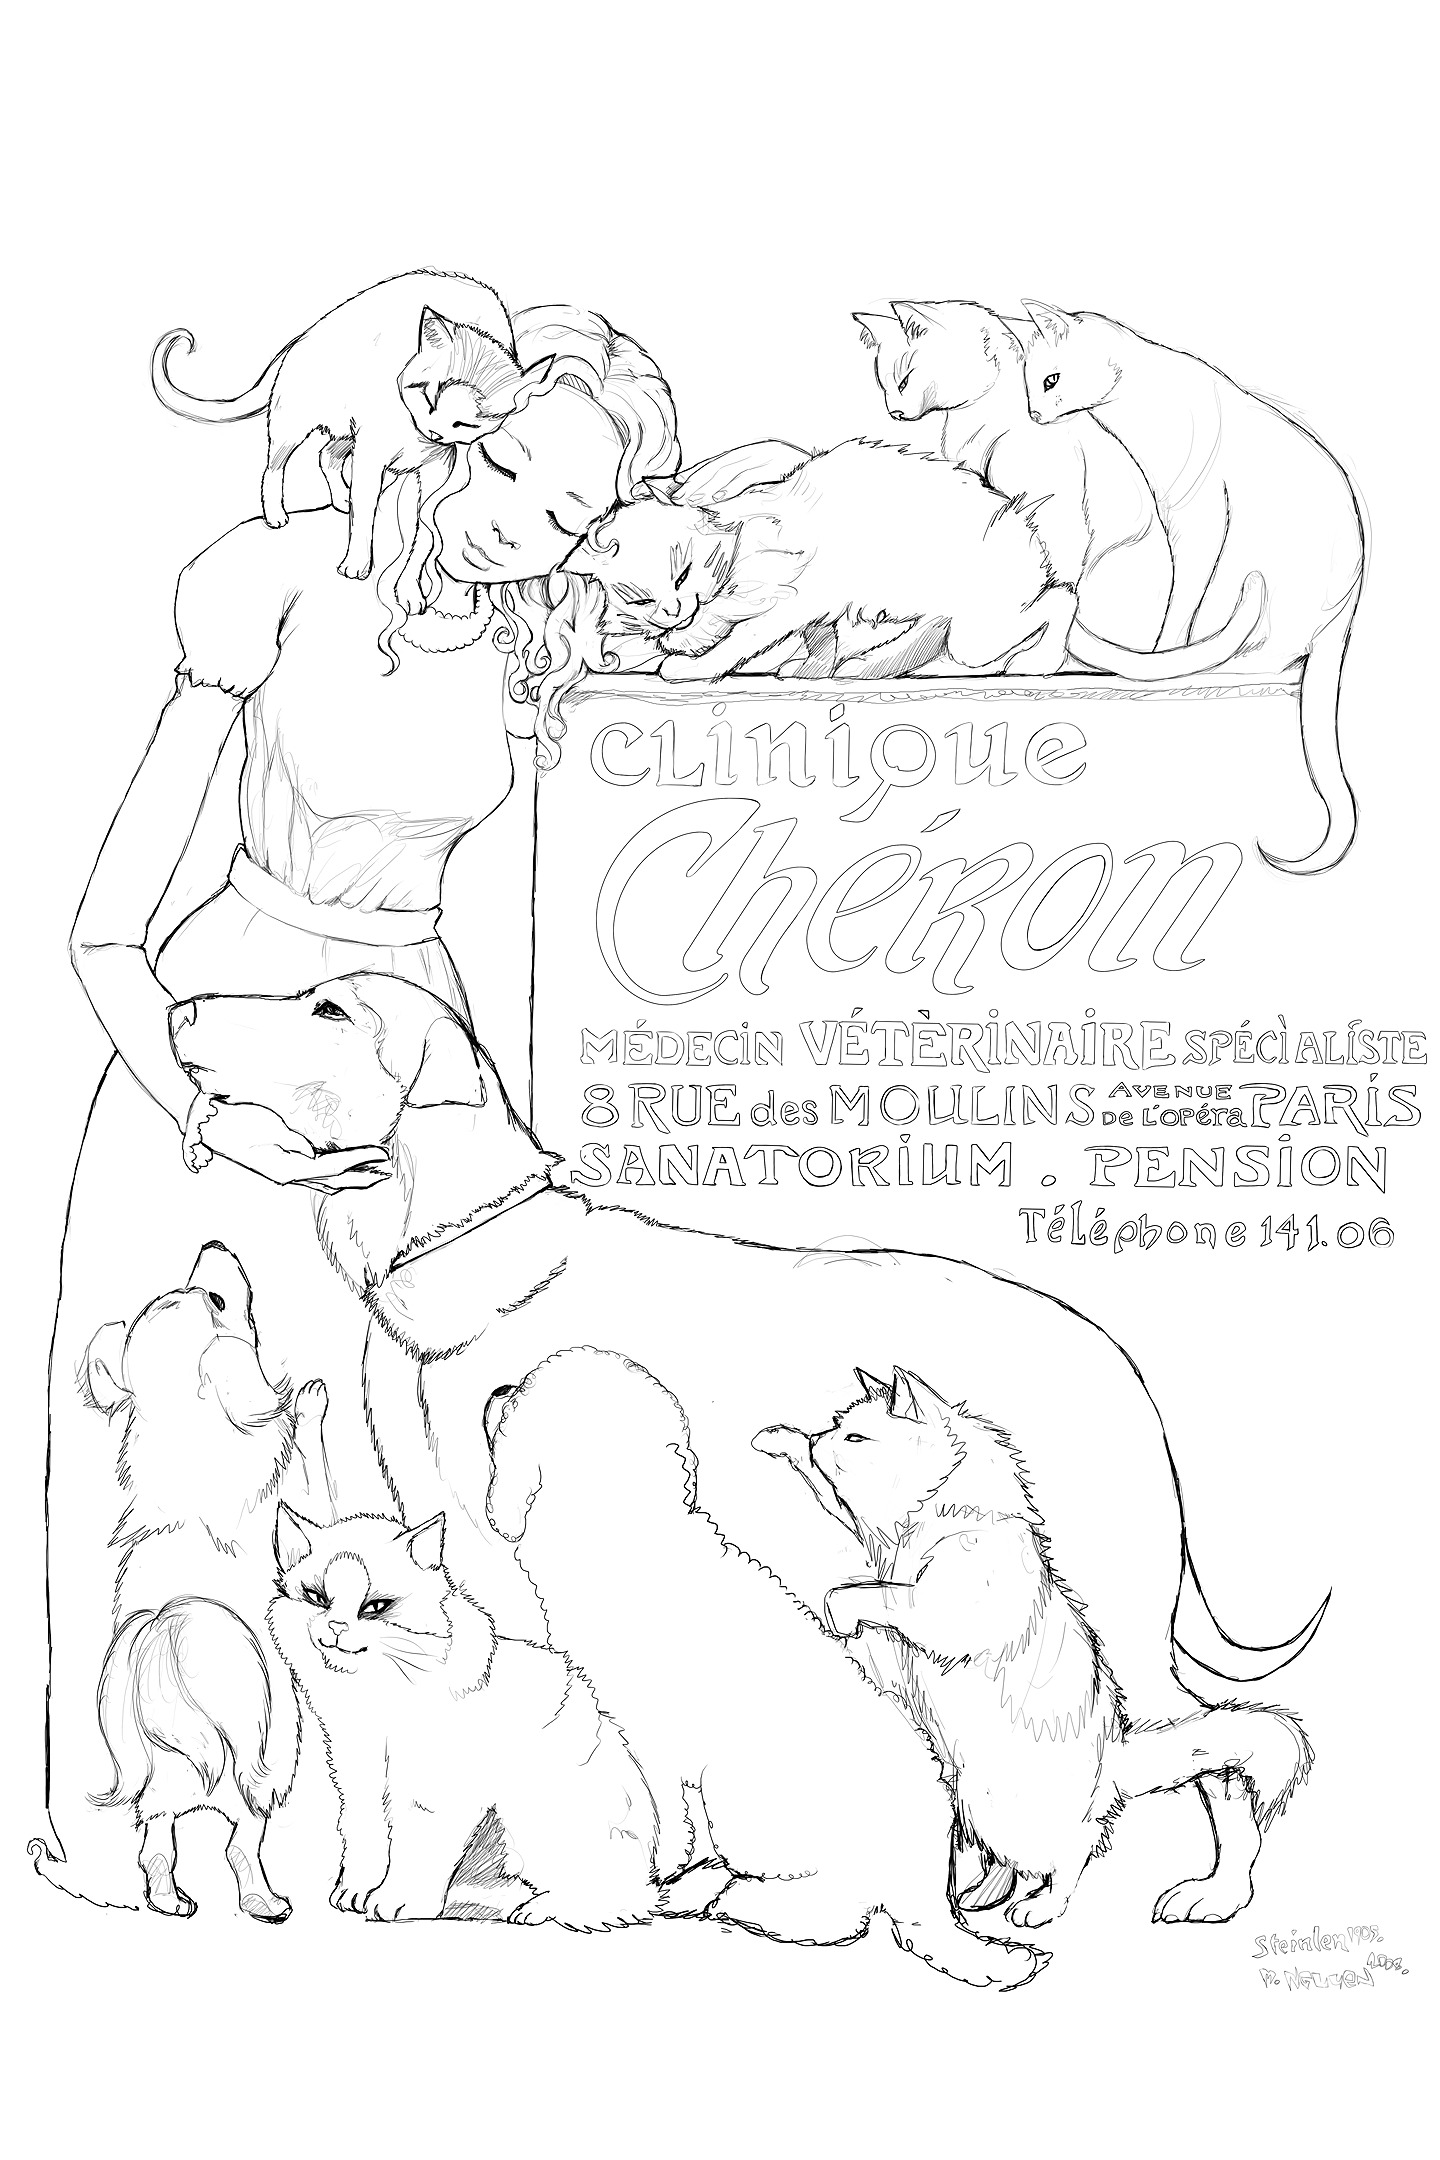 CLiniQue
Chéron
MÉDECiN VÉTÈRiNAiRE SPÉCÌALÍSTE
8 RUE des MOULINS AVENUE DE L'OPÉRA PARiS
SANATORiUM . PENSiON
Téléphone 141.06
Steinlen 1905.
M. NGUYEN 2008.